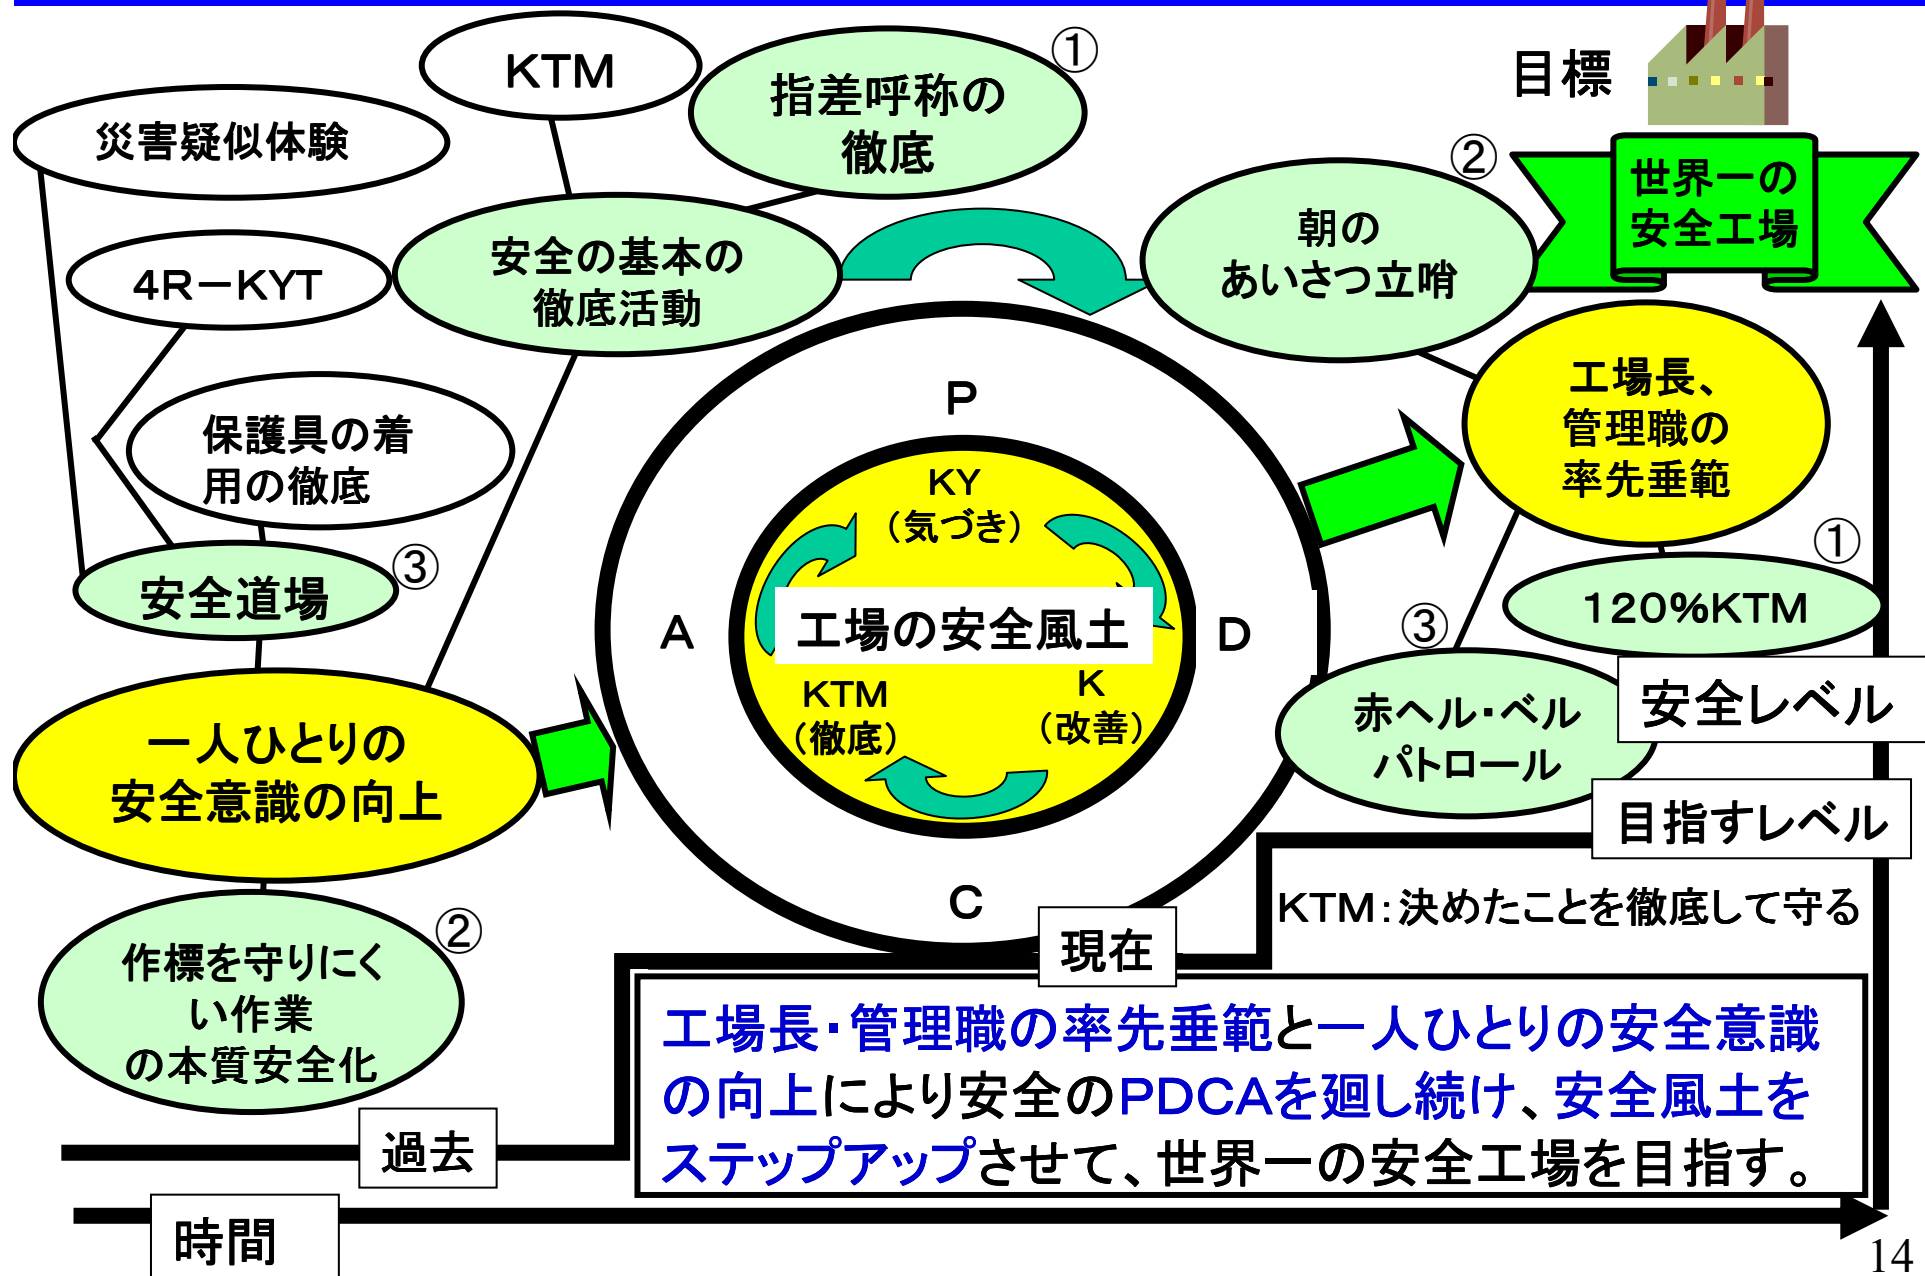 KTM
①
指差呼称の
徹底
目標
災害疑似体験
②
世界一の
安全工場
4R－KYT
安全の基本の
徹底活動
朝の
あいさつ立哨
P
工場長、
管理職の
率先垂範
保護具の着
用の徹底
KY
（気づき）
①
安全道場
③
120%KTM
A
工場の安全風土
D
③
KTM
（徹底）
K
（改善）
安全レベル
赤ヘル・ベル
パトロール
一人ひとりの
安全意識の向上
目指すレベル
C
KTM：決めたことを徹底して守る
②
現在
作標を守りにく
い作業
の本質安全化
工場長・管理職の率先垂範と一人ひとりの安全意識
の向上により安全のPDCAを廻し続け、安全風土を
ステップアップさせて、世界一の安全工場を目指す。
過去
時間
14